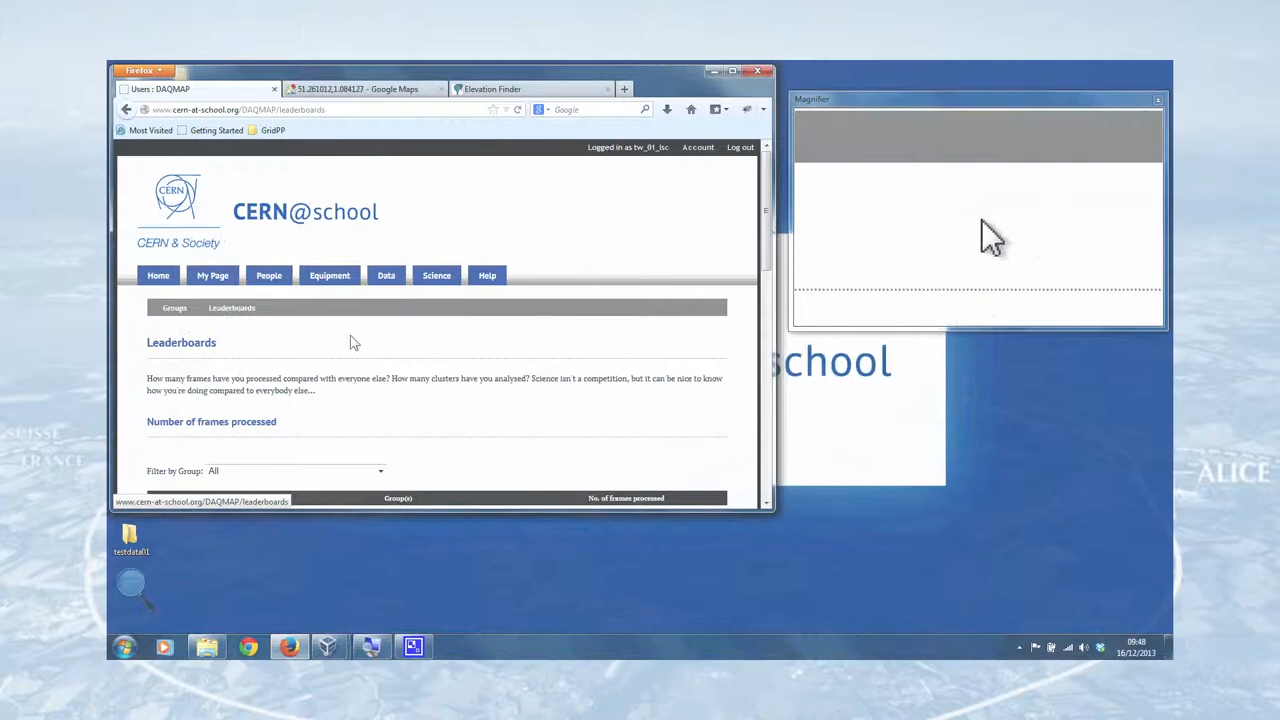 Firefox
Users : DAQMAP
51.261012,1.084127 - Google Maps
Elevation Finder
www.cern-at-school.org/DAQMAP/leaderboards
Google
Most Visited
Getting Started
GridPP
Logged in as tw_01_lsc
Account
Log out
CERN
CERN & Society
CERN@school
Home
My Page
People
Equipment
Data
Science
Help
Groups
Leaderboards
Leaderboards
How many frames have you processed compared with everyone else? How many clusters have you analysed? Science isn't a competition, but it can be nice to know
how you're doing compared to everybody else...
Number of frames processed
Filter by Group: All
Group(s)
No. of frames processed
www.cern-at-school.org/DAQMAP/leaderboards
Magnifier
school
testdata01
SUISSE
FRANCE
ALICE
09:48
16/12/2013